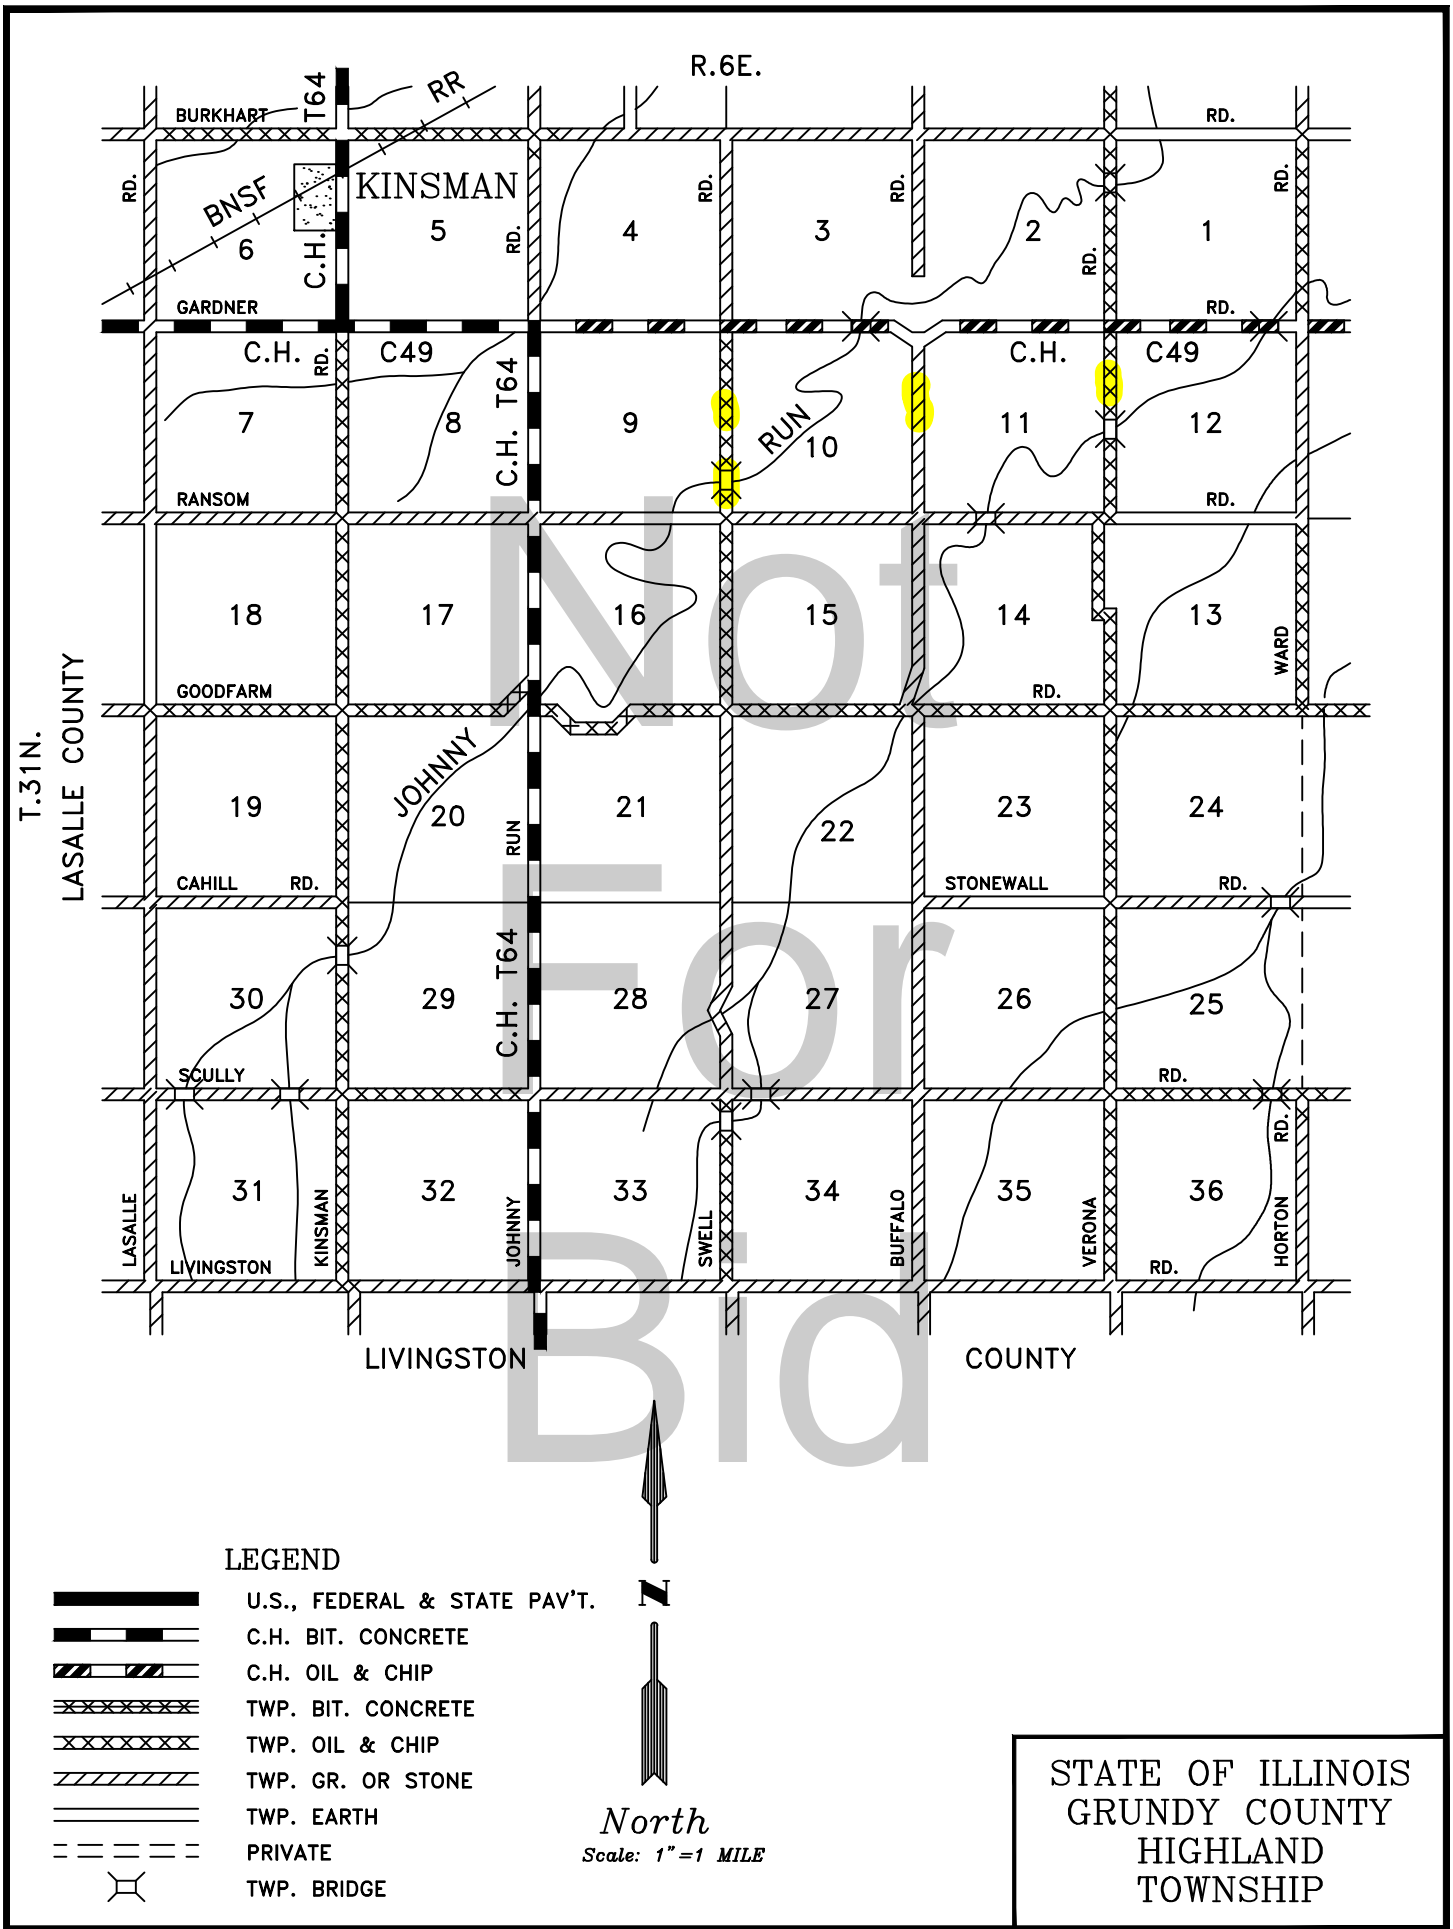 R.6E.
T64
RR
BURKHART
RD.
RD.
BNSF
KINSMAN
RD.
RD.
RD.
RD.
6
5
4
3
2
1
C.H.
RD.
RD.
GARDNER
RD.
C.H.
RD.
C49
C.H.
C49
C.H. T64
7
8
9
RUN
10
11
12
RANSOM
RD.
Not
18
17
16
15
14
13
WARD
GOODFARM
RD.
T.31N.
LASALLE COUNTY
JOHNNY
19
20
RUN
21
22
23
24
CAHILL RD.
STONEWALL RD.
For
C.H. T64
30
29
28
27
26
25
SCULLY
RD.
RD.
31
32
33
34
35
36
LASALLE
KINSMAN
JOHNNY
SWELL
BUFFALO
VERONA
HORTON
LIVINGSTON
RD.
Bid
LIVINGSTON COUNTY
LEGEND
U.S., FEDERAL & STATE PAV'T.
C.H. BIT. CONCRETE
C.H. OIL & CHIP
TWP. BIT. CONCRETE
TWP. OIL & CHIP
TWP. GR. OR STONE
TWP. EARTH
PRIVATE
TWP. BRIDGE
N
North
Scale: 1"=1 MILE
STATE OF ILLINOIS
GRUNDY COUNTY
HIGHLAND
TOWNSHIP